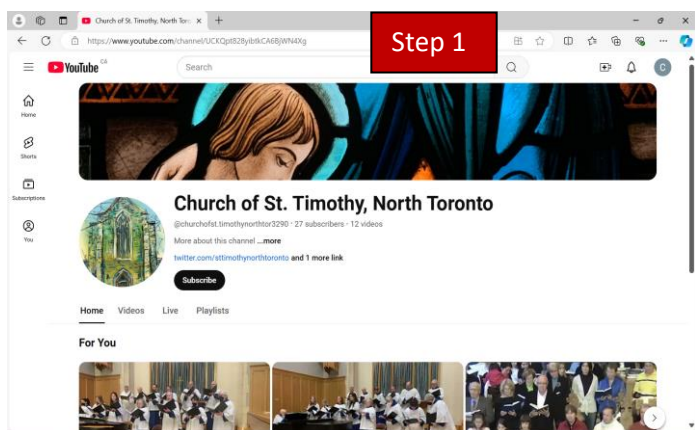 Church of St. Timothy, North Toro
https://www.youtube.com/channel/UCKQpt828yibtkCA6BjWN4Xg
Step 1
YouTube CA
Search
C
Home
Shorts
Subscriptions
You
Church of St. Timothy, North Toronto
@churchofst.timothynorthtor3290 · 27 subscribers · 12 videos
More about this channel ...more
twitter.com/sttimothynorthtoronto and 1 more link
Subscribe
Home Videos Live Playlists
For You